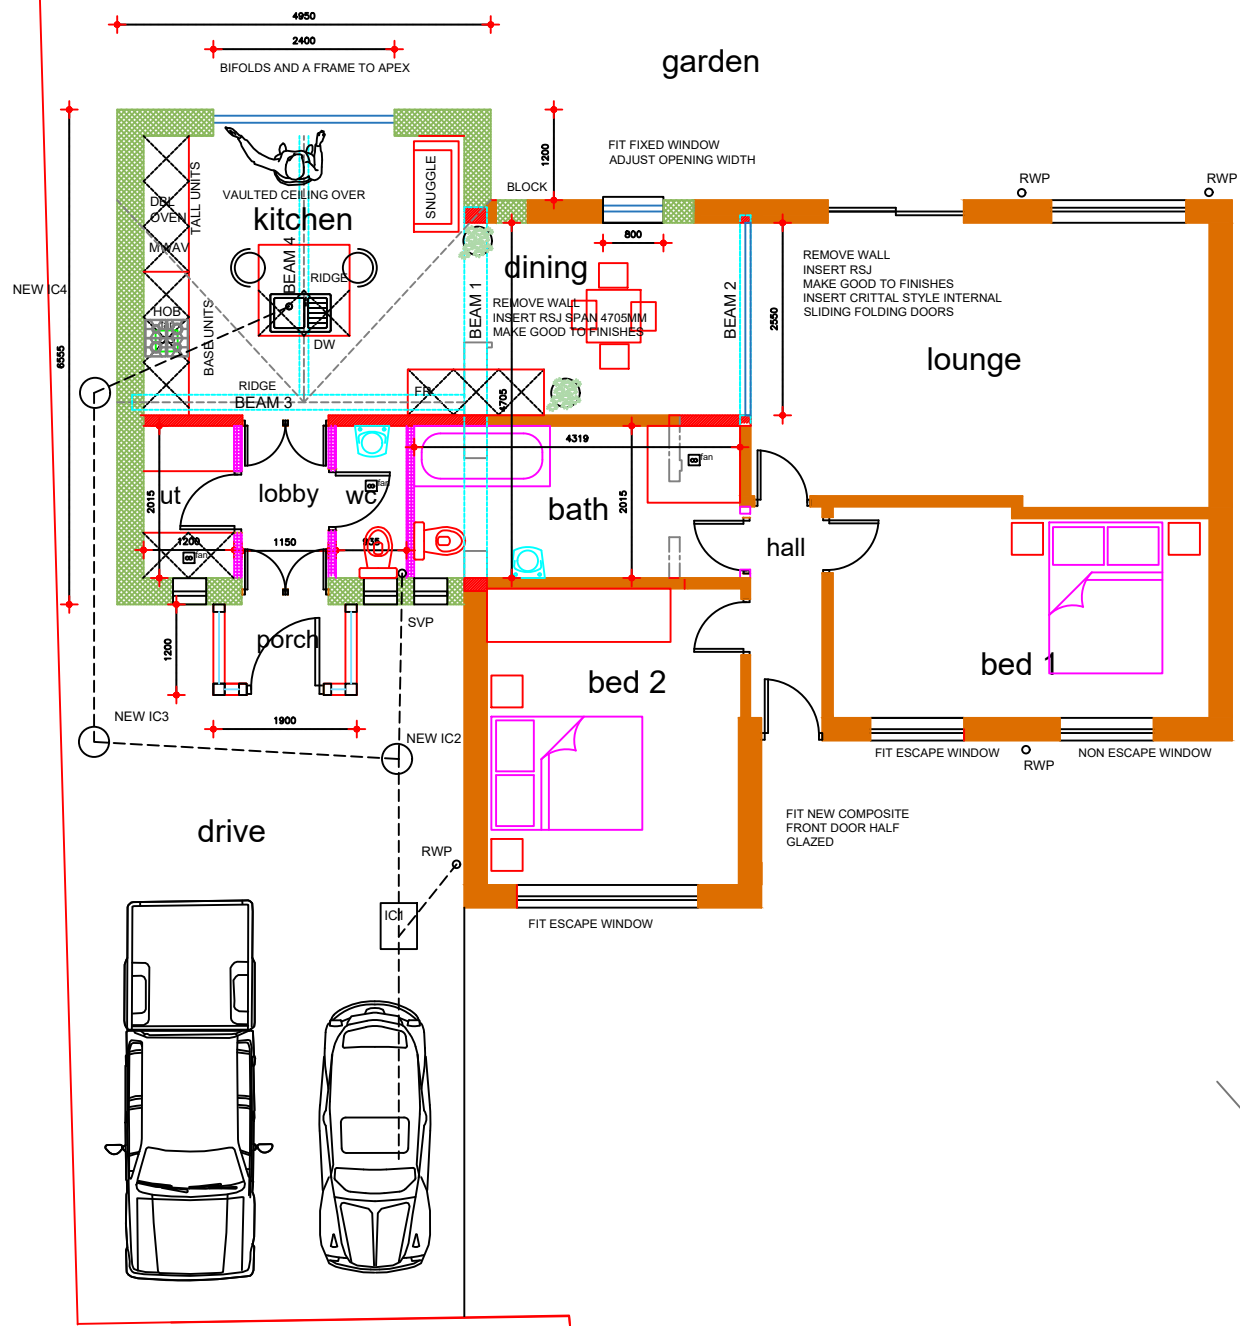 4950
2400
BIFOLDS AND A FRAME TO APEX
garden
FIT FIXED WINDOW
ADJUST OPENING WIDTH
1200
BLOCK
RWP
RWP
TALL UNITS
DBL
OVEN
M WAV
VAULTED CEILING OVER
kitchen
SNUGGLE
BEAM 4
RIDGE
800
dining
REMOVE WALL
INSERT RSJ SPAN 4705MM
MAKE GOOD TO FINISHES
BEAM 1
BEAM 2
2550
REMOVE WALL
INSERT RSJ
MAKE GOOD TO FINISHES
INSERT CRITTAL STYLE INTERNAL
SLIDING FOLDING DOORS
lounge
NEW IC4
6555
HOB
BASE UNITS
DW
RIDGE
BEAM 3
FR
4705
4319
fan
ut
2015
lobby
wc
fan
bath
2015
hall
1200
1150
935
fan
SVP
porch
1200
bed 2
bed 1
NEW IC3
1900
NEW IC2
FIT ESCAPE WINDOW
RWP
NON ESCAPE WINDOW
drive
FIT NEW COMPOSITE
FRONT DOOR HALF
GLAZED
RWP
IC1
FIT ESCAPE WINDOW